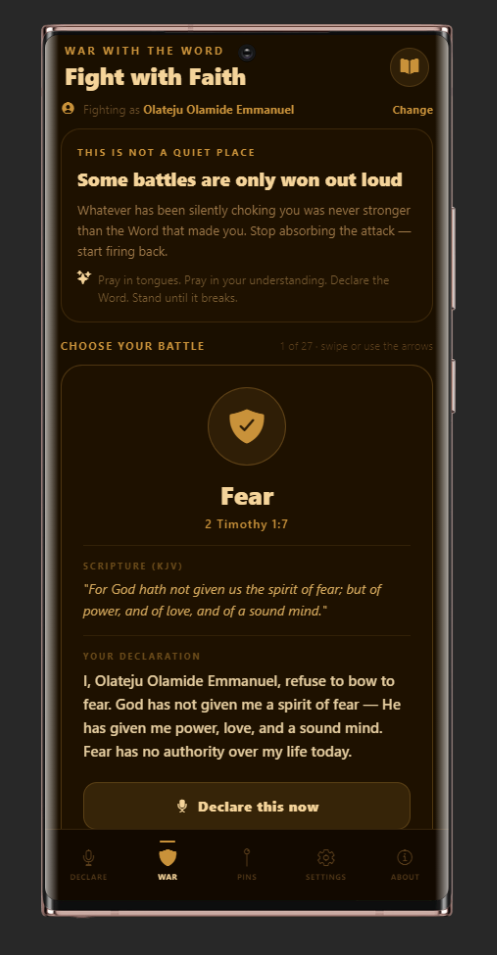 WAR WITH THE WORD
Fight with Faith
Fighting as Olateju Olamide Emmanuel
Change
THIS IS NOT A QUIET PLACE
Some battles are only won out loud
Whatever has been silently choking you was never stronger
than the Word that made you. Stop absorbing the attack —
start firing back.
Pray in tongues. Pray in your understanding. Declare the
Word. Stand until it breaks.
CHOOSE YOUR BATTLE
1 of 27 · swipe or use the arrows
Fear
2 Timothy 1:7
SCRIPTURE (KJV)
"For God hath not given us the spirit of fear; but of
power, and of love, and of a sound mind."
YOUR DECLARATION
I, Olateju Olamide Emmanuel, refuse to bow to
fear. God has not given me a spirit of fear — He
has given me power, love, and a sound mind.
Fear has no authority over my life today.
Declare this now
DECLARE
WAR
PINS
SETTINGS
ABOUT